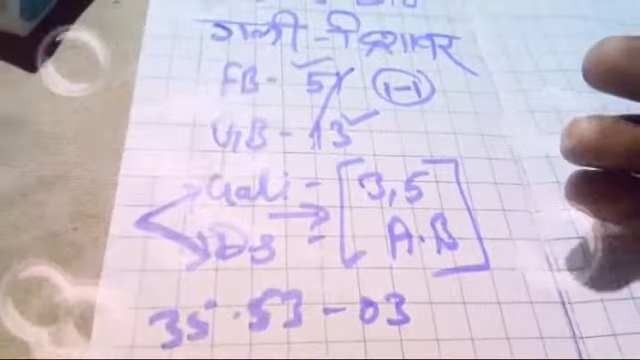 गली-दिशावर
FB- 51 (1-1)
GB- 13
Gali - [3,5
DS - A.B]
35.53-03